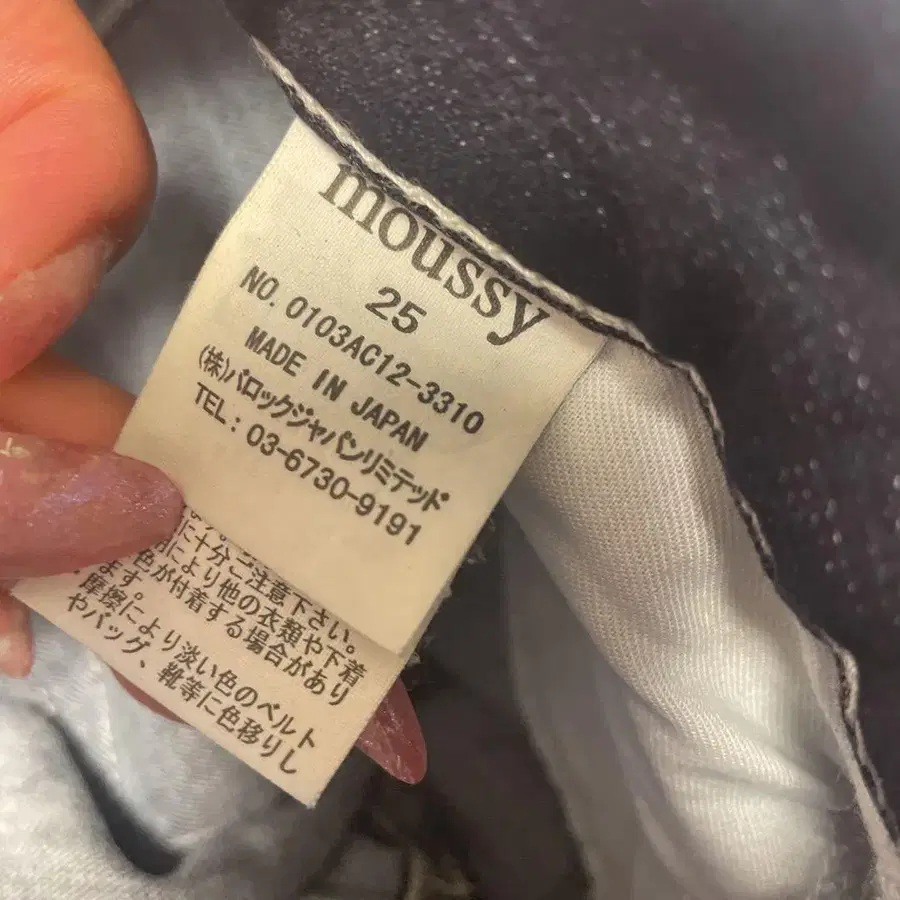 moussy
25
NO. 0103AC12-3310
MADE IN JAPAN
(株)バロックジャパンリミテッド
TEL: 03-6730-9191
に十分ご注意下さい。
により他の衣類や下着
色が付着する場合があり
ます。
摩擦により淡い色のベルト
やバッグ、靴等に色移りし